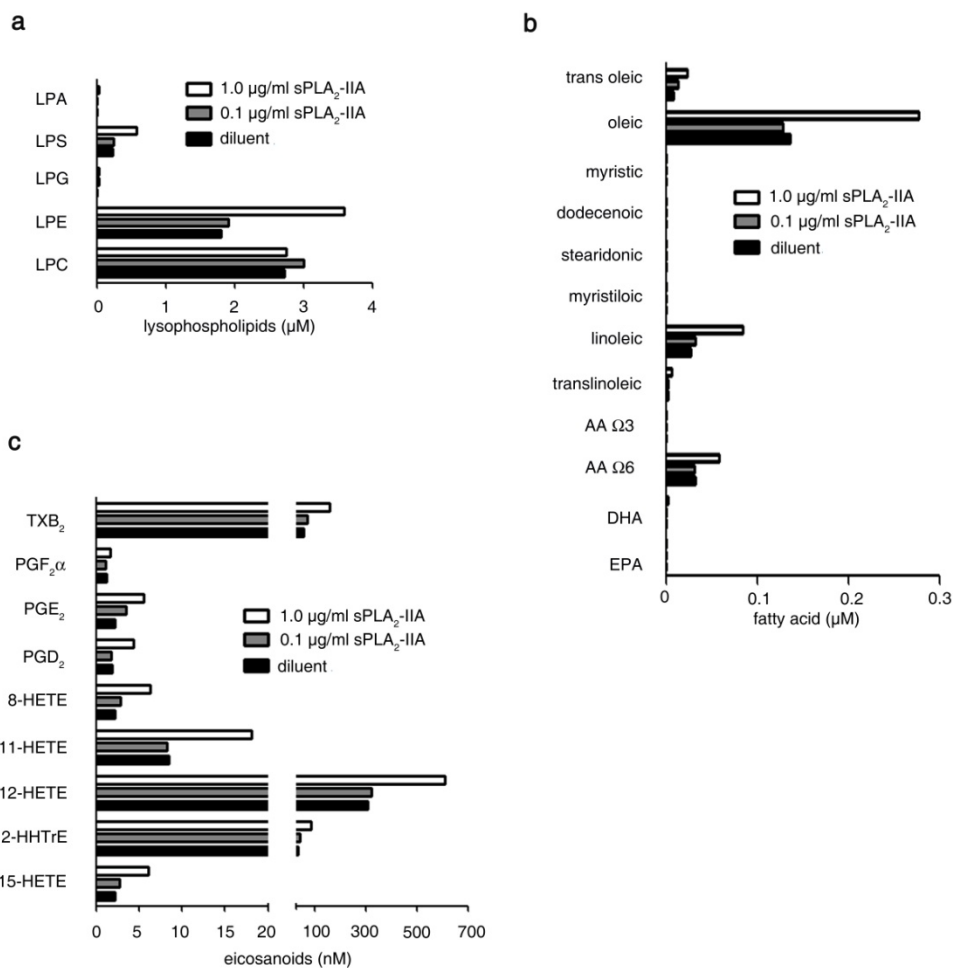 a
LPA
LPS
LPG
LPE
LPC
1.0 µg/ml sPLA₂-IIA
0.1 µg/ml sPLA₂-IIA
diluent
0 1 2 3 4
lysophospholipids (µM)
b
trans oleic
oleic
myristic
dodecenoic
stearidonic
myristiloic
linoleic
translinoleic
AA Ω3
AA Ω6
DHA
EPA
1.0 µg/ml sPLA₂-IIA
0.1 µg/ml sPLA₂-IIA
diluent
0 0.1 0.2 0.3
fatty acid (µM)
c
TXB₂
PGF₂α
PGE₂
PGD₂
8-HETE
11-HETE
12-HETE
2-HHTrE
15-HETE
1.0 µg/ml sPLA₂-IIA
0.1 µg/ml sPLA₂-IIA
diluent
0 5 10 15 20 100 300 500 700
eicosanoids (nM)